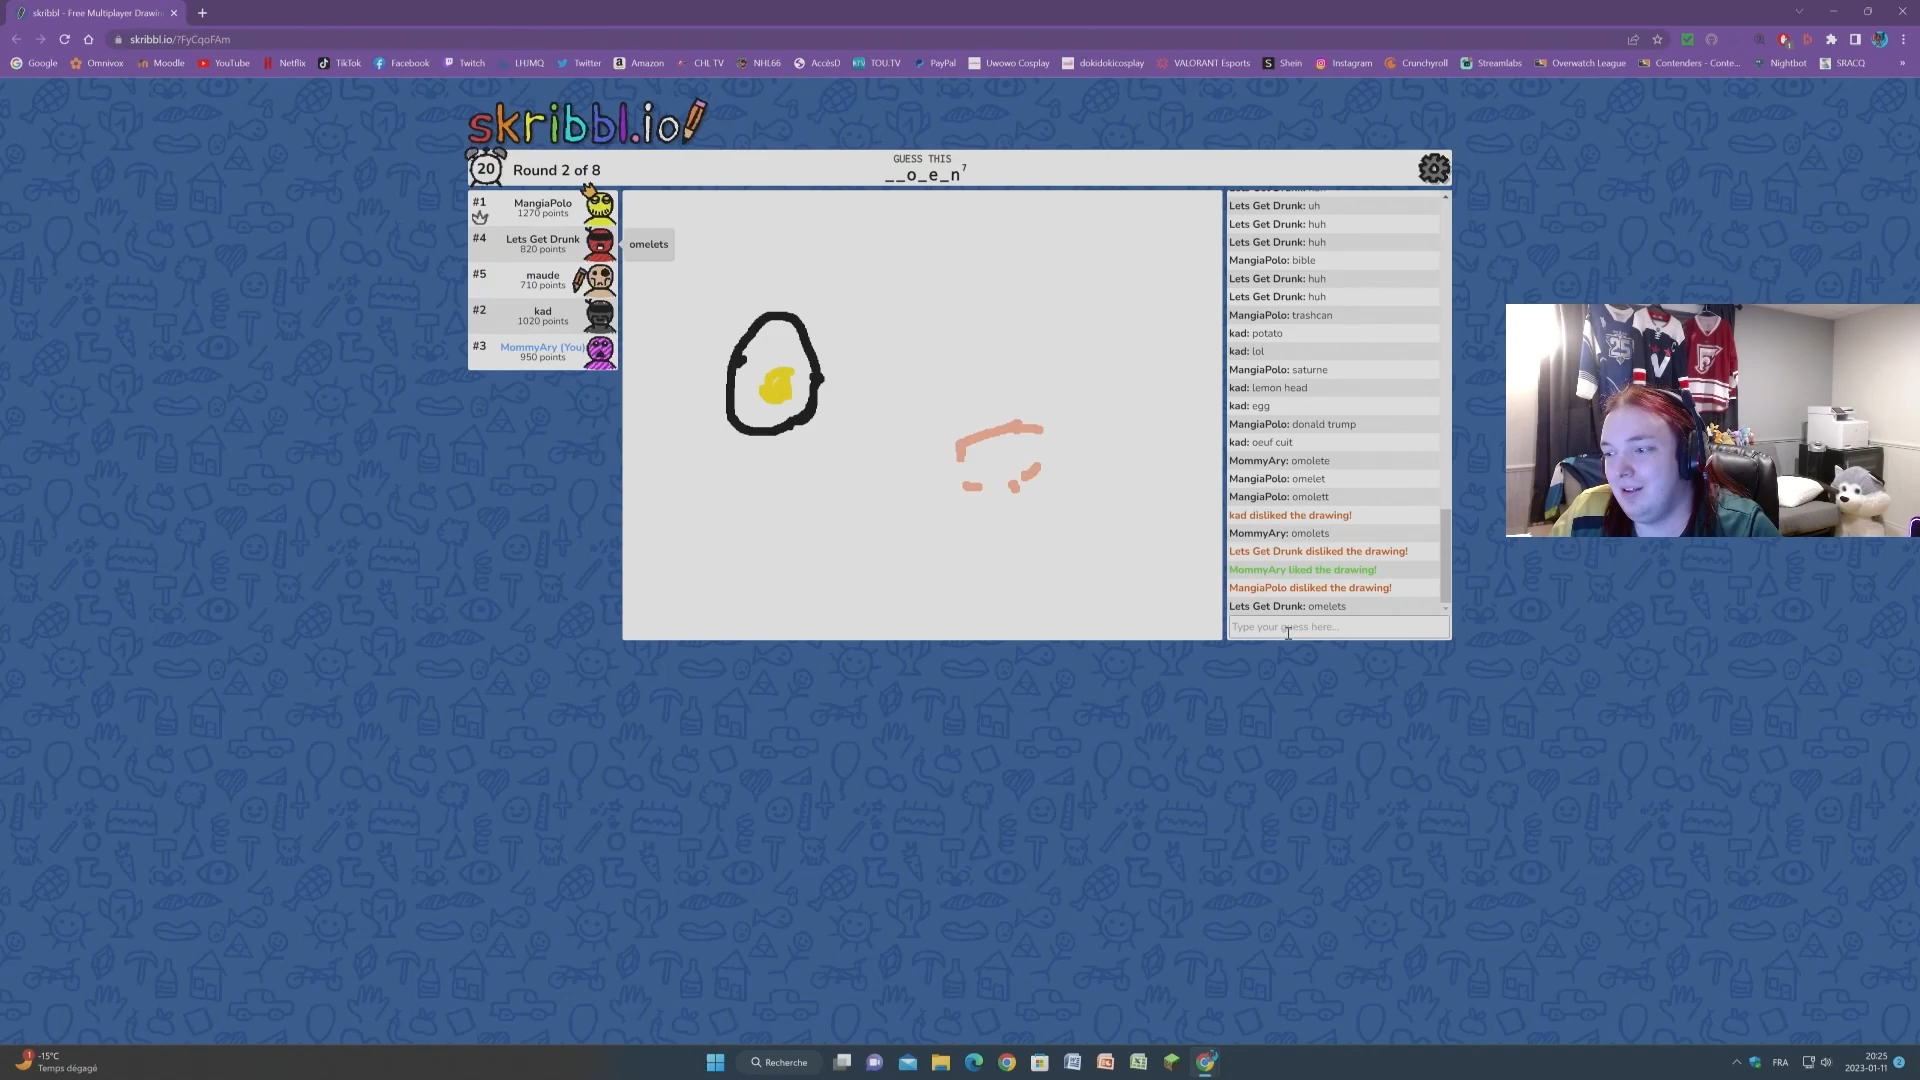 skribbl - Free Multiplayer Drawin
skribbl.io/?FyCqoFAm
Google Omnivox Moodle YouTube Netflix TikTok Facebook Twitch LHJMQ Twitter Amazon CHL TV NHL66 AccèsD TOU.TV PayPal Uwowo Cosplay dokidokicosplay VALORANT Esports Shein Instagram Crunchyroll Streamlabs Overwatch League Contenders - Conte... Nightbot SRACQ
skribbl.io
20 Round 2 of 8
GUESS THIS
__o_e_n 7
#1 MangiaPolo
1270 points
#4 Lets Get Drunk
820 points
omelets
#5 maude
710 points
#2 kad
1020 points
#3 MommyAry (You)
950 points
Lets Get Drunk: uh
Lets Get Drunk: huh
Lets Get Drunk: huh
MangiaPolo: bible
Lets Get Drunk: huh
Lets Get Drunk: huh
MangiaPolo: trashcan
kad: potato
kad: lol
MangiaPolo: saturne
kad: lemon head
kad: egg
MangiaPolo: donald trump
kad: oeuf cuit
MommyAry: omolete
MangiaPolo: omelet
MangiaPolo: omolett
kad disliked the drawing!
MommyAry: omolets
Lets Get Drunk disliked the drawing!
MommyAry liked the drawing!
MangiaPolo disliked the drawing!
Lets Get Drunk: omelets
Type your guess here...
25
-15°C
Temps dégagé
Recherche
FRA
20:25
2023-01-11
2